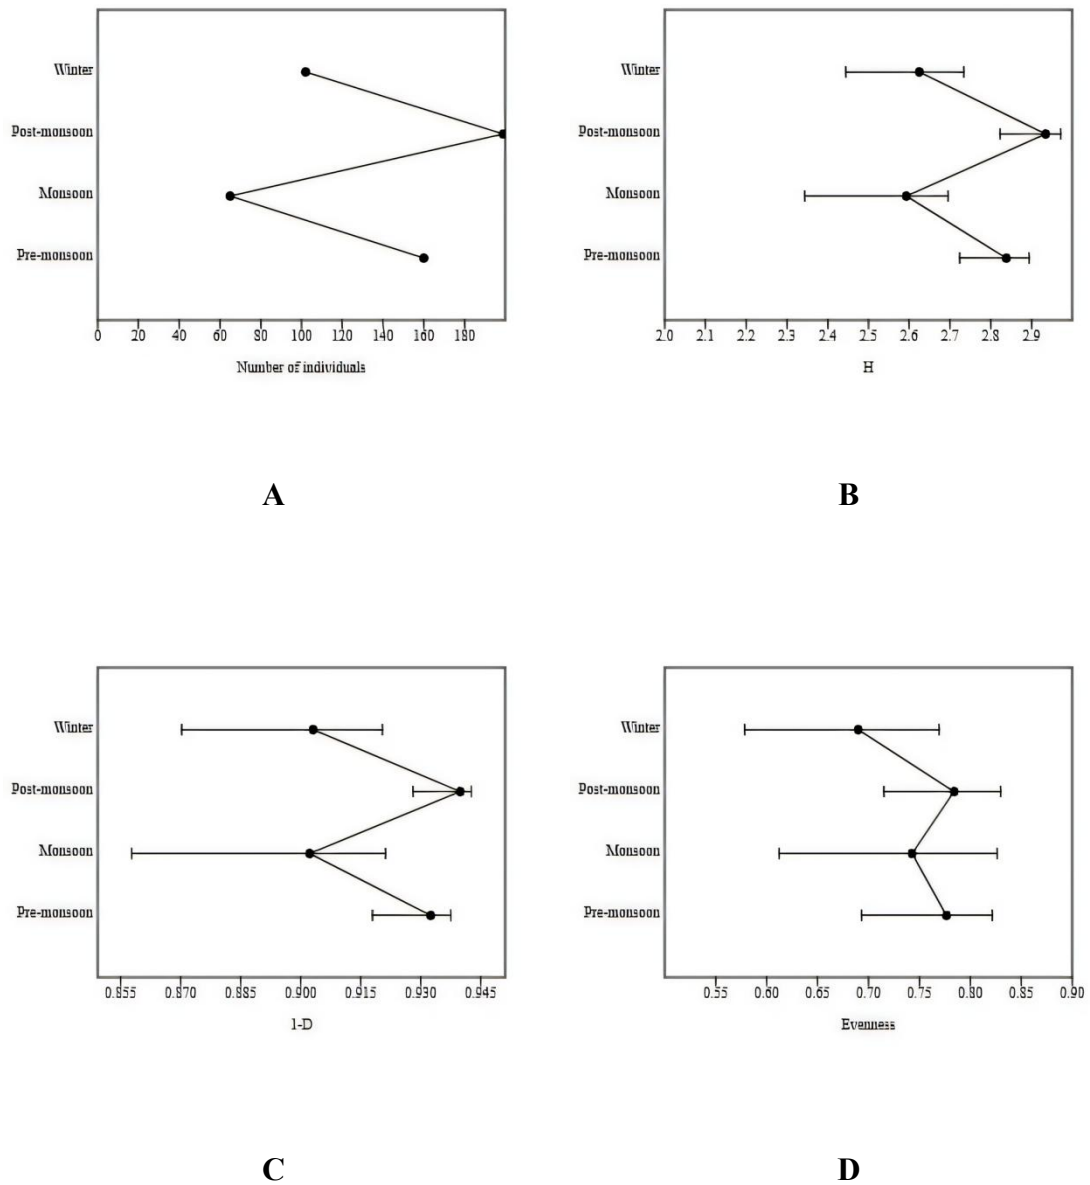 Winter
Post-monsoon
Monsoon
Pre-monsoon
0 20 40 60 80 100 120 140 160 180
Number of individuals
A
Winter
Post-monsoon
Monsoon
Pre-monsoon
2.0 2.1 2.2 2.3 2.4 2.5 2.6 2.7 2.8 2.9
H
B
Winter
Post-monsoon
Monsoon
Pre-monsoon
0.855 0.870 0.885 0.900 0.915 0.930 0.945
1-D
C
Winter
Post-monsoon
Monsoon
Pre-monsoon
0.55 0.60 0.65 0.70 0.75 0.80 0.85 0.90
Evenness
D